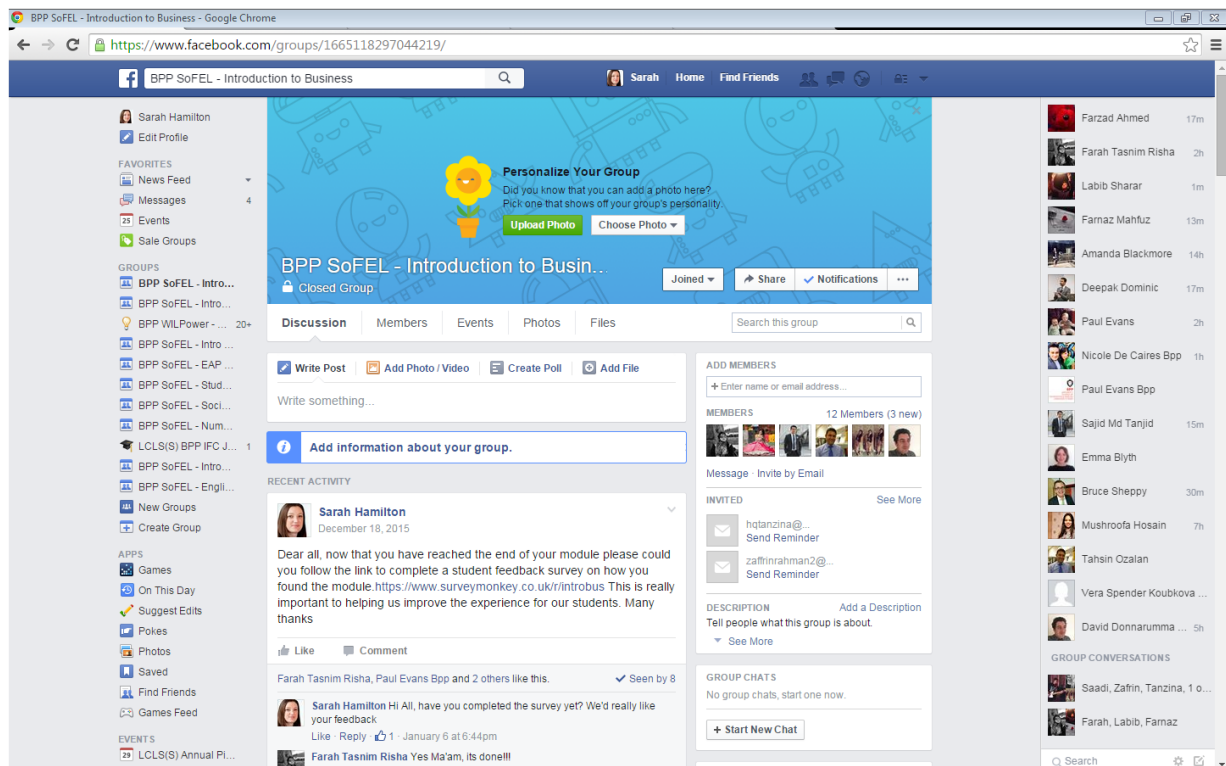 BPP SoFEL - Introduction to Business - Google Chrome
https://www.facebook.com/groups/1665118297044219/
BPP SoFEL - Introduction to Business
Sarah Home Find Friends
Sarah Hamilton
Edit Profile
FAVORITES
News Feed
Messages 4
25 Events
Sale Groups
GROUPS
BPP SoFEL - Intro...
BPP SoFEL - Intro...
BPP WILPower - ... 20+
BPP SoFEL - Intro ...
BPP SoFEL - EAP ...
BPP SoFEL - Stud...
BPP SoFEL - Soci...
BPP SoFEL - Num...
LCLS(S) BPP IFC J... 1
BPP SoFEL - Intro...
BPP SoFEL - Engli...
New Groups
Create Group
APPS
Games
On This Day
Suggest Edits
Pokes
Photos
Saved
Find Friends
Games Feed
EVENTS
29 LCLS(S) Annual Pi...
Personalize Your Group
Did you know that you can add a photo here?
Pick one that shows off your group's personality.
Upload Photo Choose Photo
BPP SoFEL - Introduction to Busin...
Closed Group
Joined Share Notifications ...
Discussion Members Events Photos Files
Search this group
Write Post Add Photo / Video Create Poll Add File
Write something...
Add information about your group.
RECENT ACTIVITY
Sarah Hamilton
December 18, 2015
Dear all, now that you have reached the end of your module please could
you follow the link to complete a student feedback survey on how you
found the module.https://www.surveymonkey.co.uk/r/introbus This is really
important to helping us improve the experience for our students. Many
thanks
Like Comment
Farah Tasnim Risha, Paul Evans Bpp and 2 others like this. Seen by 8
Sarah Hamilton Hi All, have you completed the survey yet? We'd really like
your feedback
Like · Reply · 1 · January 6 at 6:44pm
Farah Tasnim Risha Yes Ma'am, its done!!!
ADD MEMBERS
+ Enter name or email address...
MEMBERS 12 Members (3 new)
Message · Invite by Email
INVITED See More
hqtanzina@...
Send Reminder
zaffrinrahman2@...
Send Reminder
DESCRIPTION Add a Description
Tell people what this group is about.
See More
GROUP CHATS
No group chats, start one now.
+ Start New Chat
Farzad Ahmed 17m
Farah Tasnim Risha 2h
Labib Sharar 1m
Farnaz Mahfuz 13m
Amanda Blackmore 14h
Deepak Dominic 17m
Paul Evans 2h
Nicole De Caires Bpp 1h
Paul Evans Bpp
Sajid Md Tanjid 15m
Emma Blyth
Bruce Sheppy 30m
Mushroofa Hosain 7h
Tahsin Ozalan
Vera Spender Koubkova ...
David Donnarumma ... 5h
GROUP CONVERSATIONS
Saadi, Zafrin, Tanzina, 1 o...
Farah, Labib, Farnaz
Search